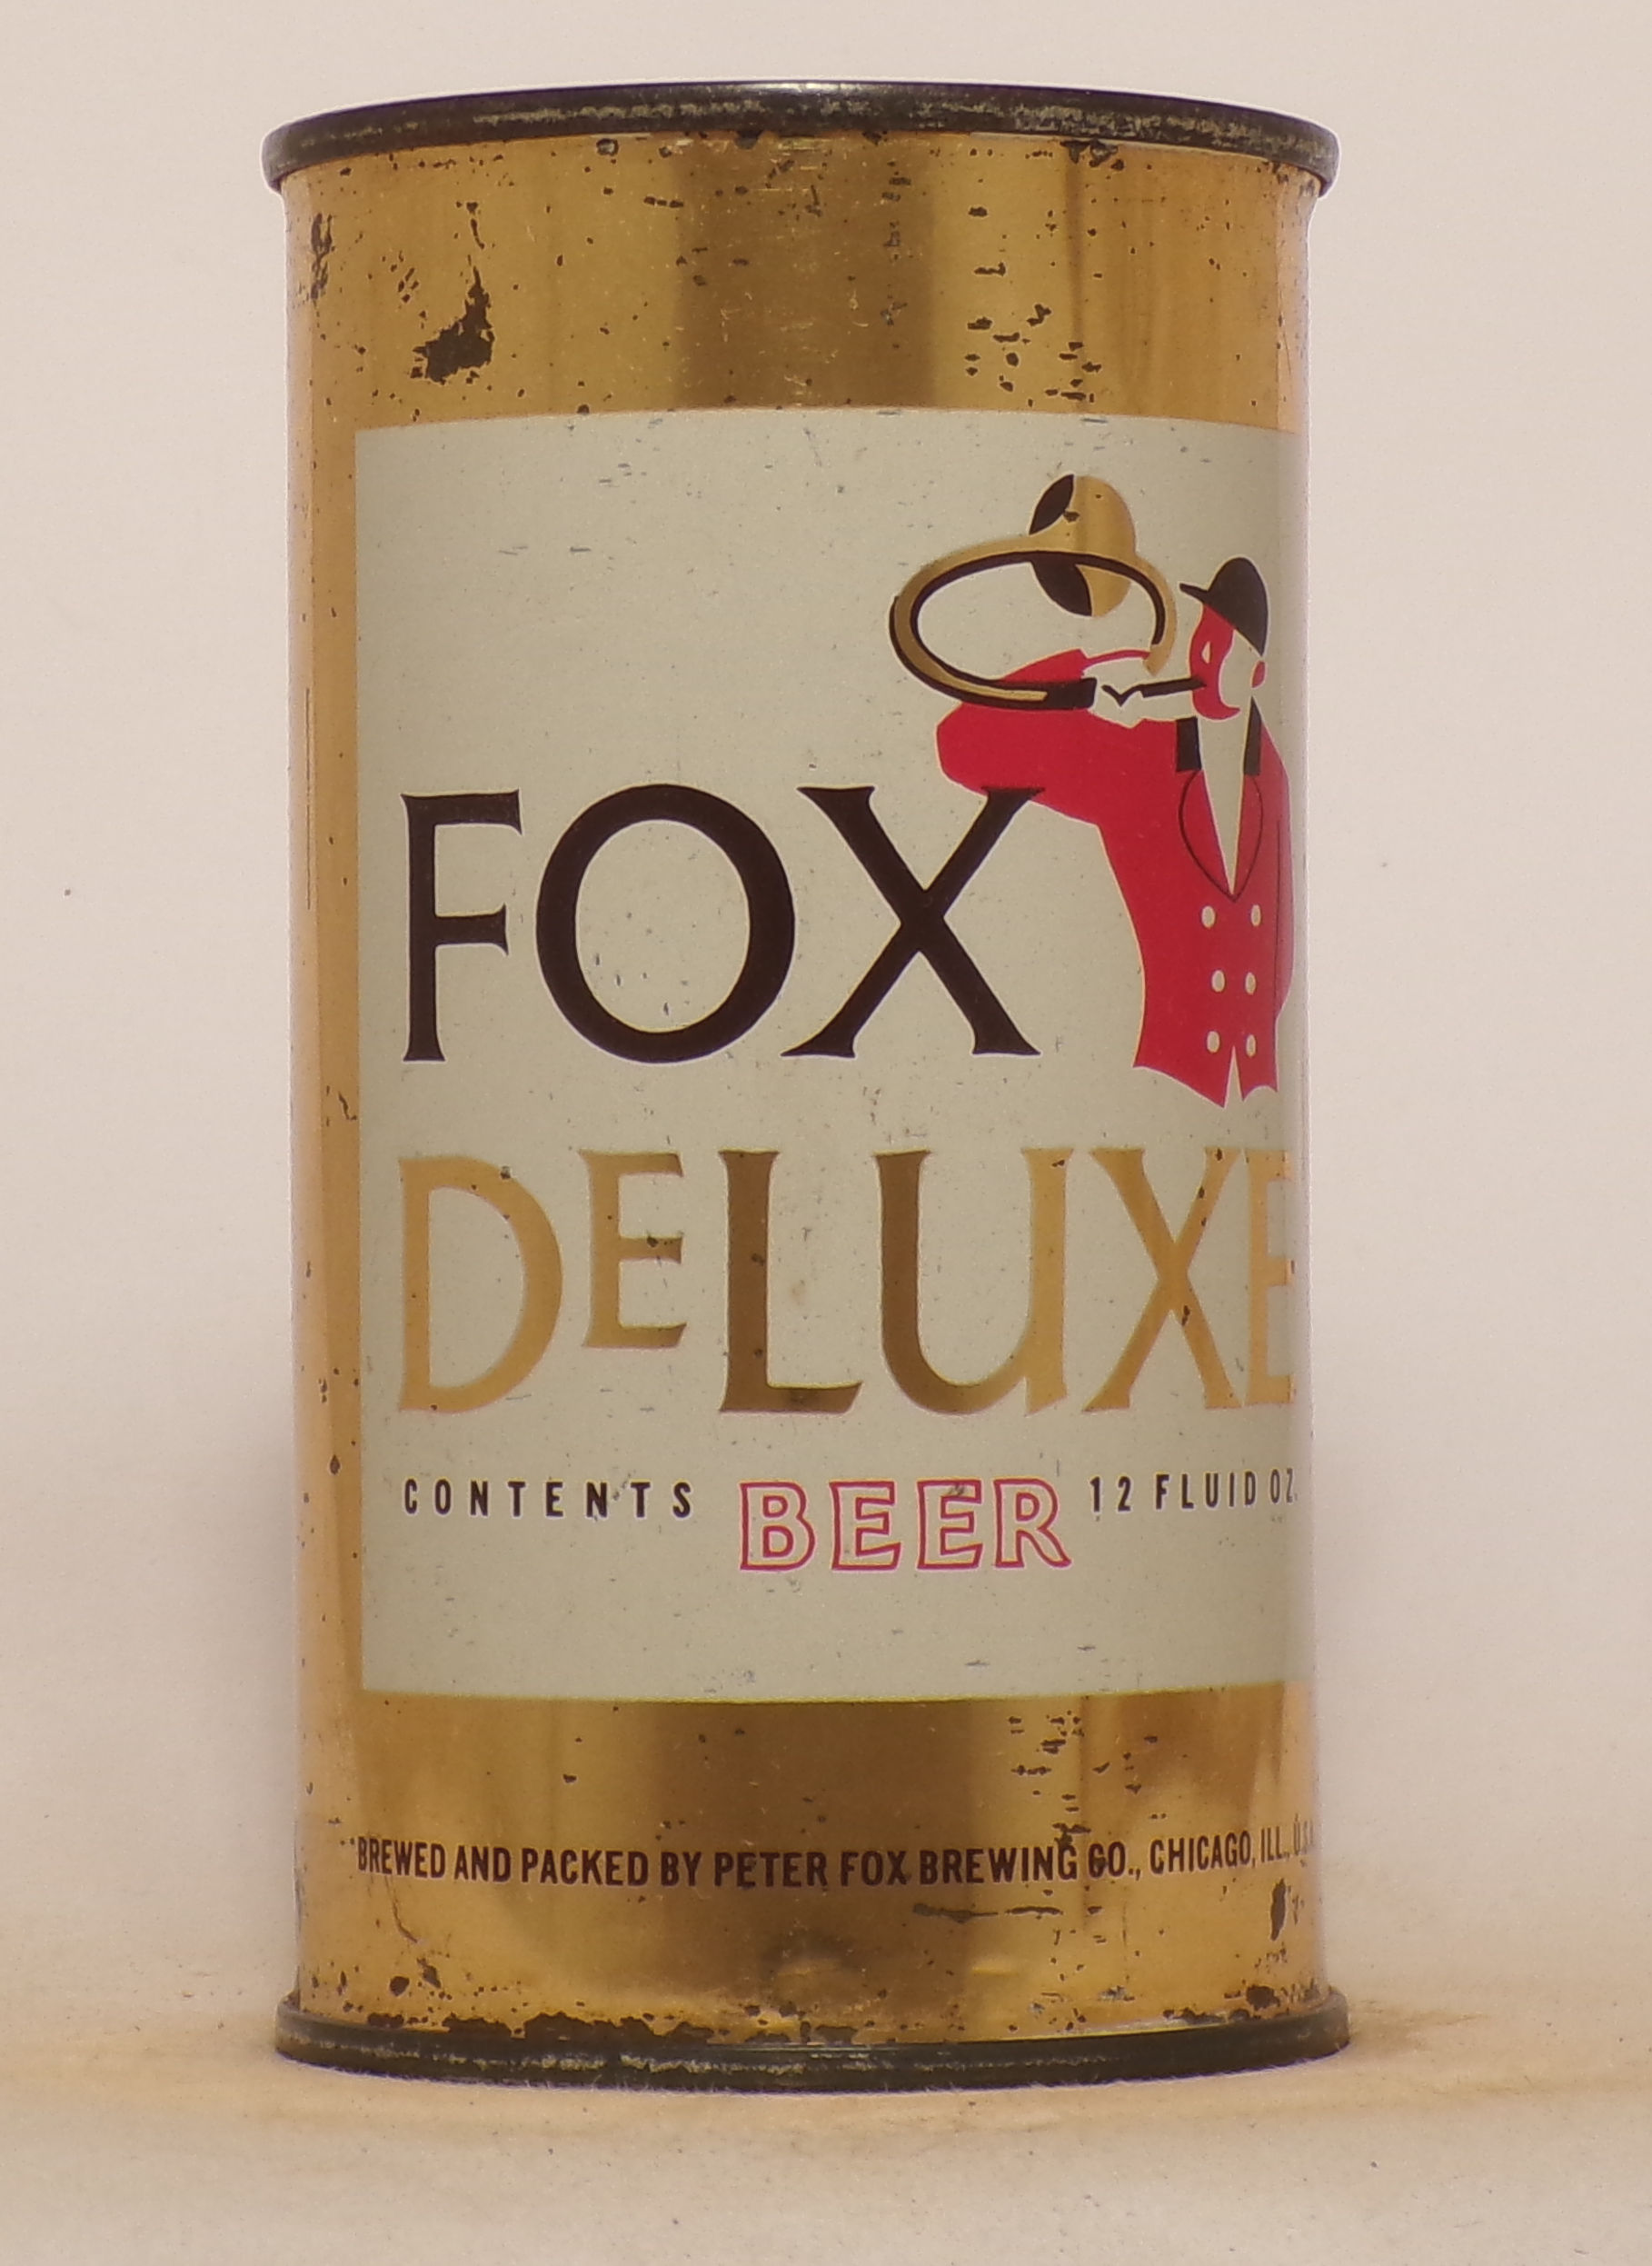 FOX
DELUXE
CONTENTS BEER 12 FLUID OZ.
BREWED AND PACKED BY PETER FOX BREWING CO., CHICAGO, ILL., U.S.A